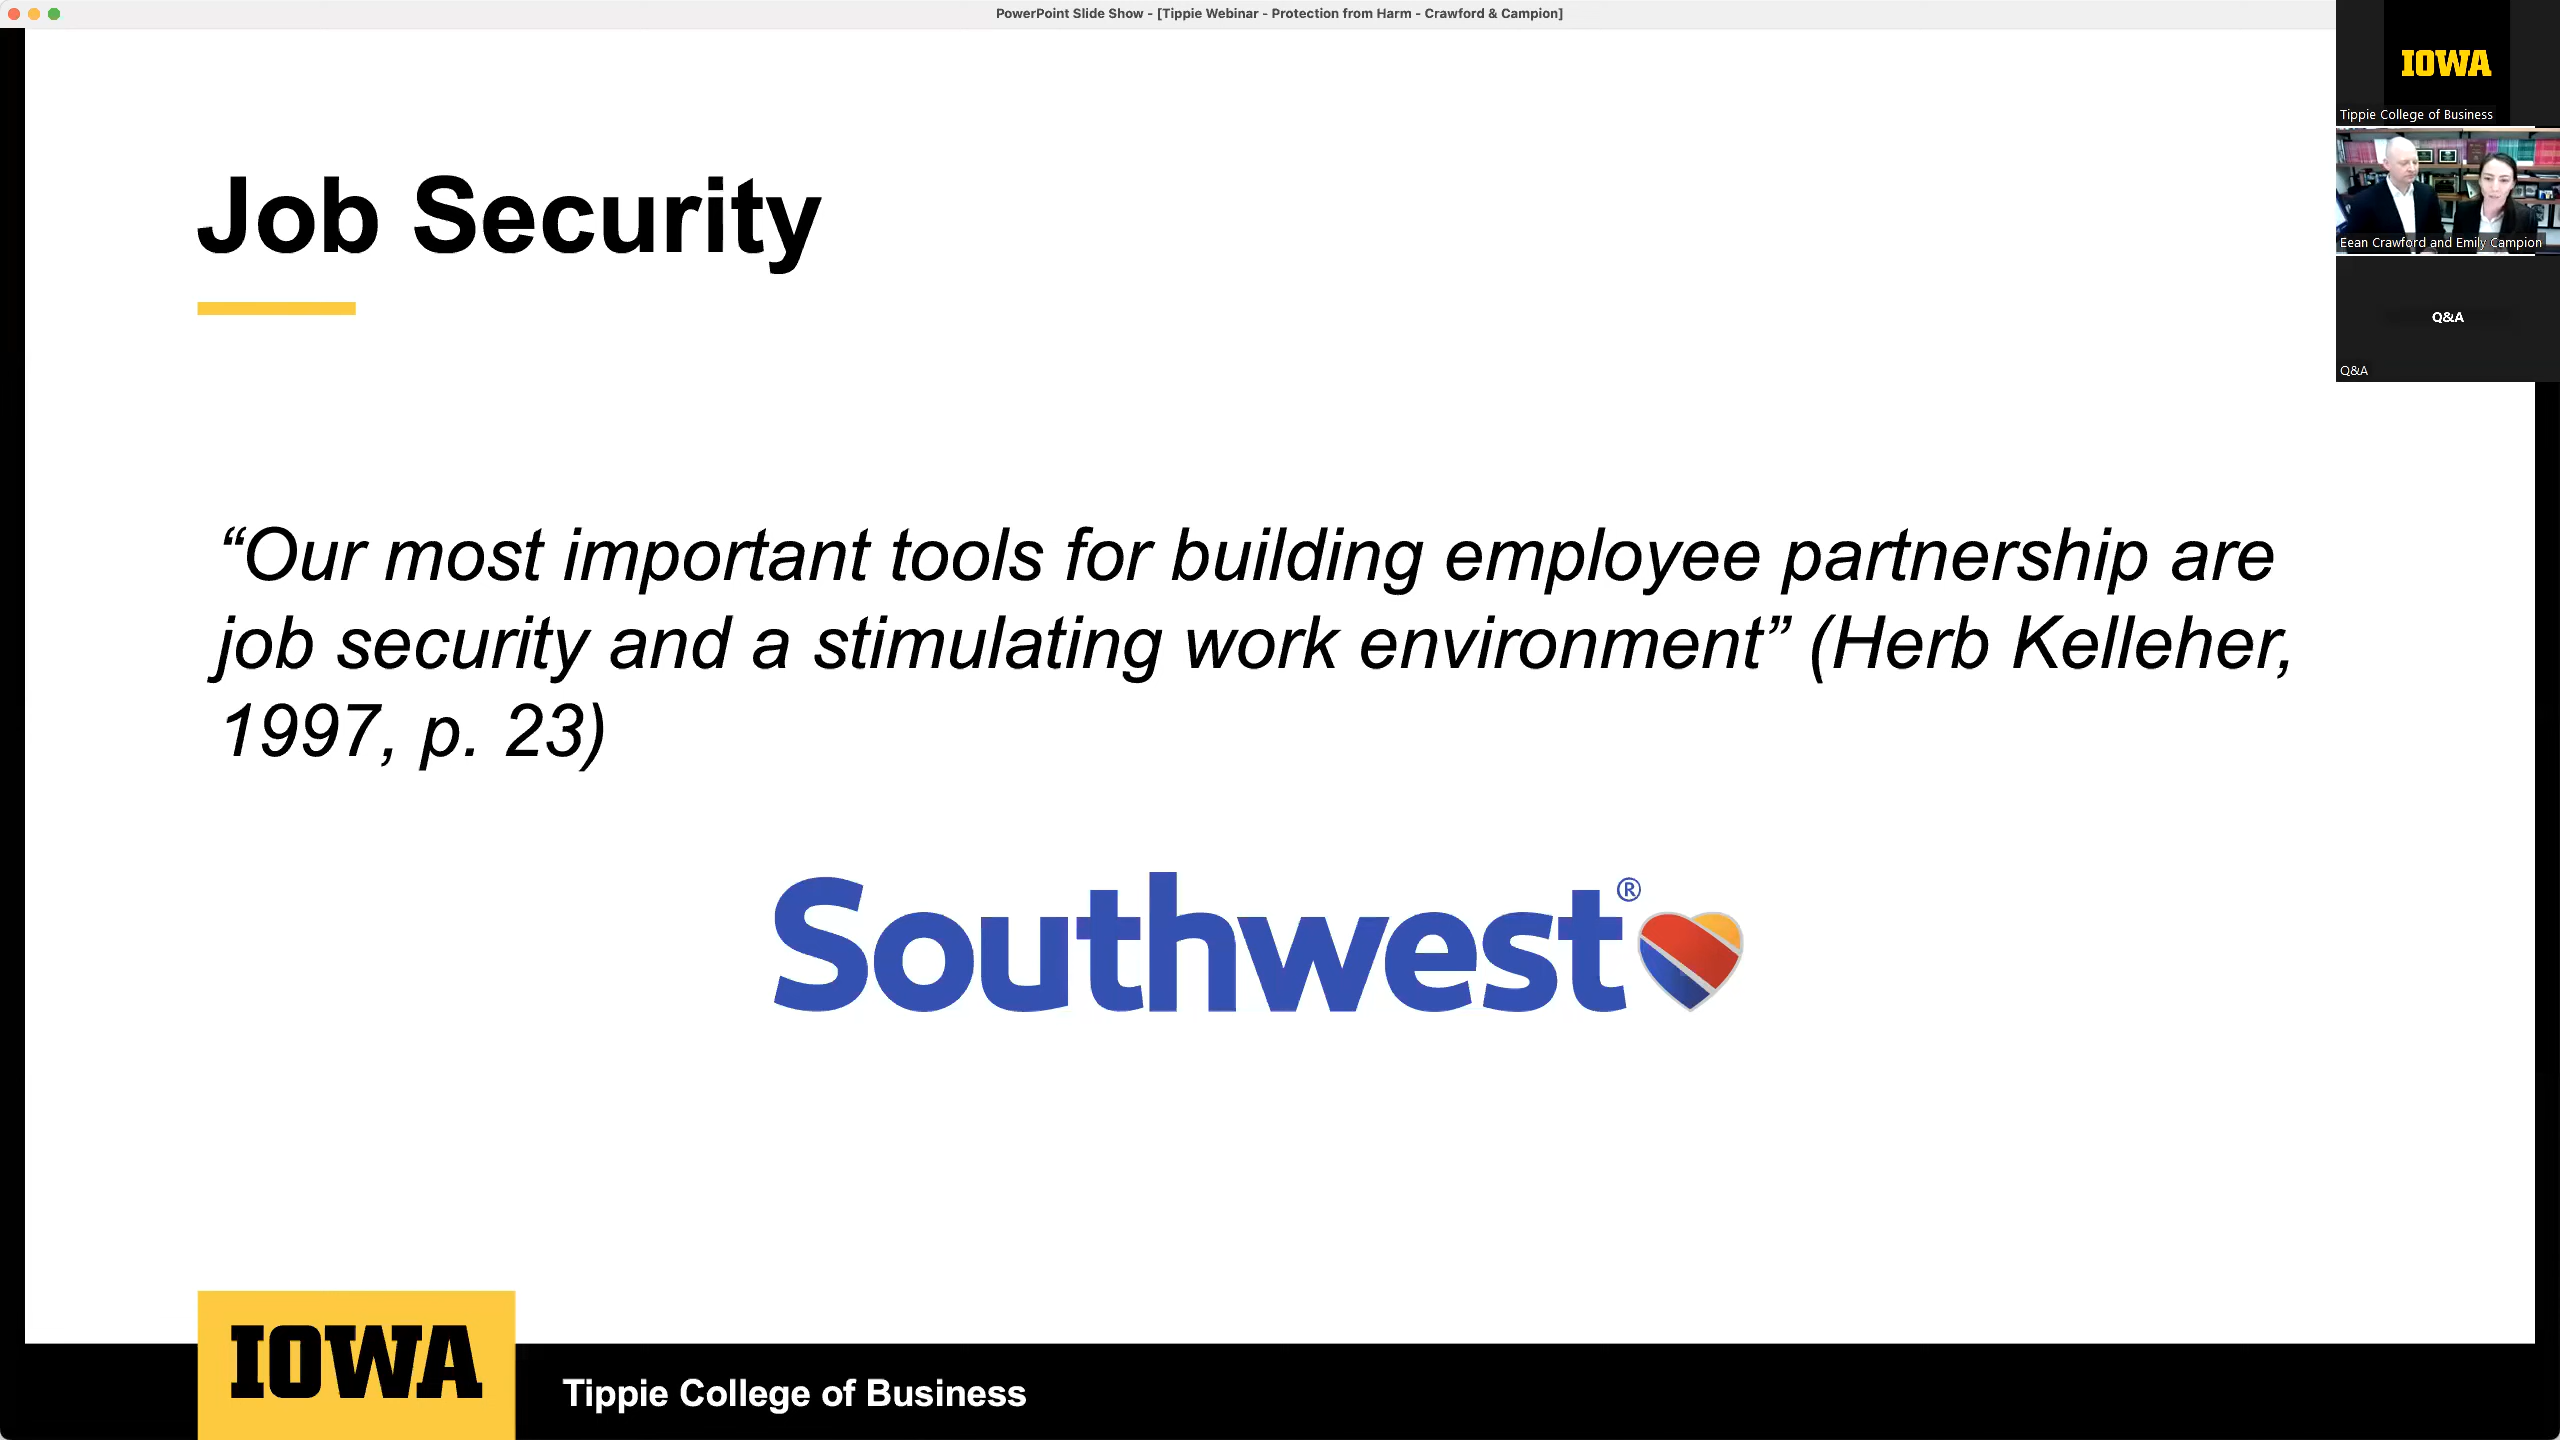 PowerPoint Slide Show - [Tippie Webinar - Protection from Harm - Crawford & Campion]
IOWA
Tippie College of Business
Eean Crawford and Emily Campion
Q&A
Q&A
Job Security
“Our most important tools for building employee partnership are
job security and a stimulating work environment” (Herb Kelleher,
1997, p. 23)
Southwest®
IOWA
Tippie College of Business